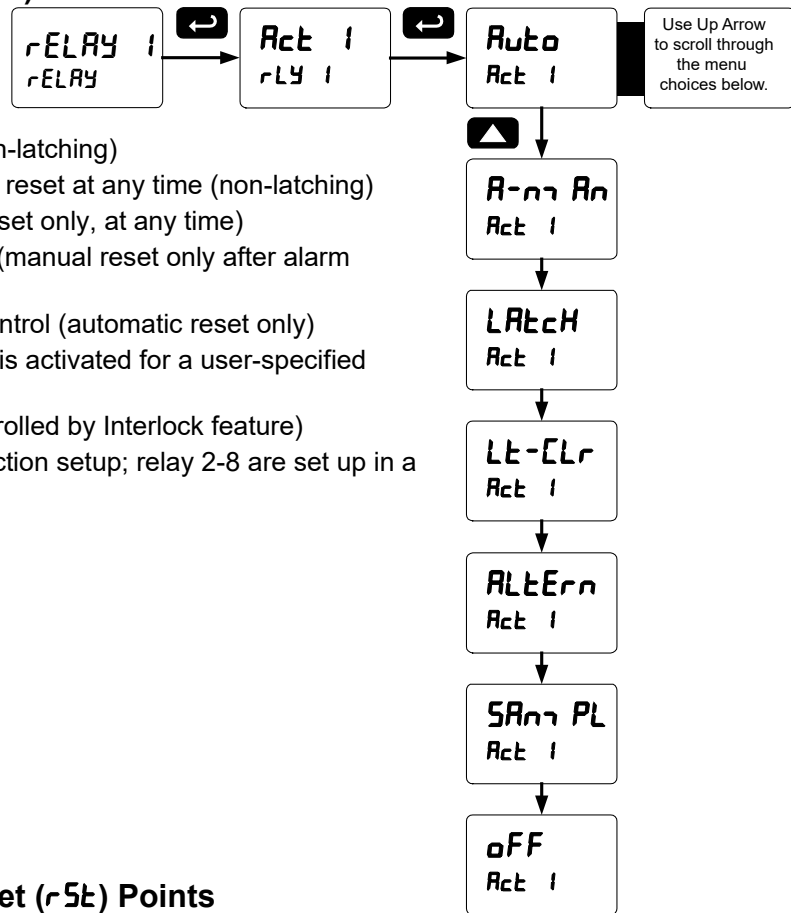 )
rELAY 1
rELAY
Act 1
rLY 1
Auto
Act 1
Use Up Arrow
to scroll through
the menu
choices below.
n-latching)
reset at any time (non-latching)
set only, at any time)
(manual reset only after alarm
ntrol (automatic reset only)
is activated for a user-specified
rolled by Interlock feature)
ction setup; relay 2-8 are set up in a
A-mAn
Act 1
LAtcH
Act 1
Lt-CLr
Act 1
ALtErn
Act 1
SAmPL
Act 1
oFF
Act 1
et (rSt) Points